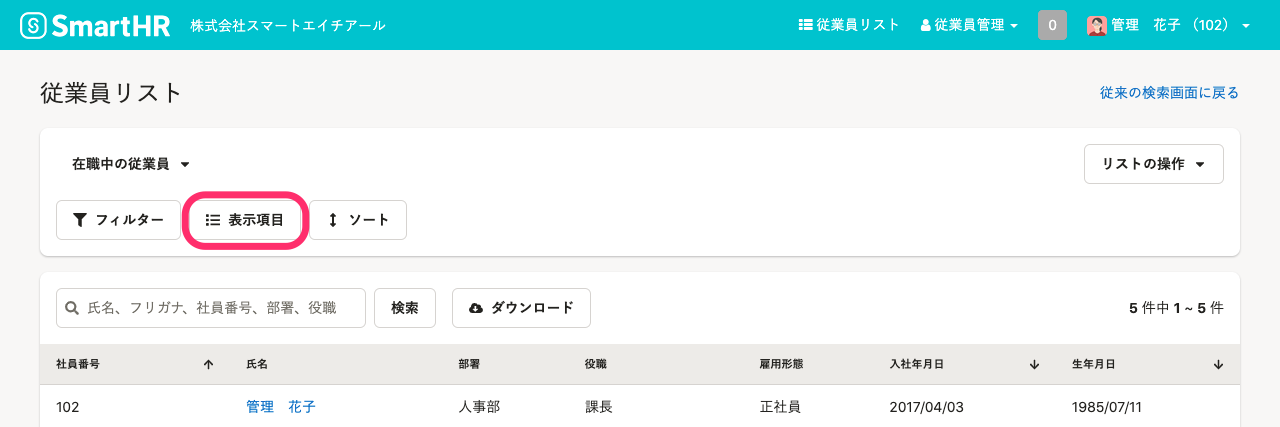 SmartHR 株式会社スマートエイチアール 従業員リスト 従業員管理 0 管理　花子（102）
従業員リスト 従来の検索画面に戻る
在職中の従業員 リストの操作
フィルター 表示項目 ソート
氏名、フリガナ、社員番号、部署、役職 検索 ダウンロード 5 件中 1 ~ 5 件
社員番号 氏名 部署 役職 雇用形態 入社年月日 生年月日
102 管理　花子 人事部 課長 正社員 2017/04/03 1985/07/11